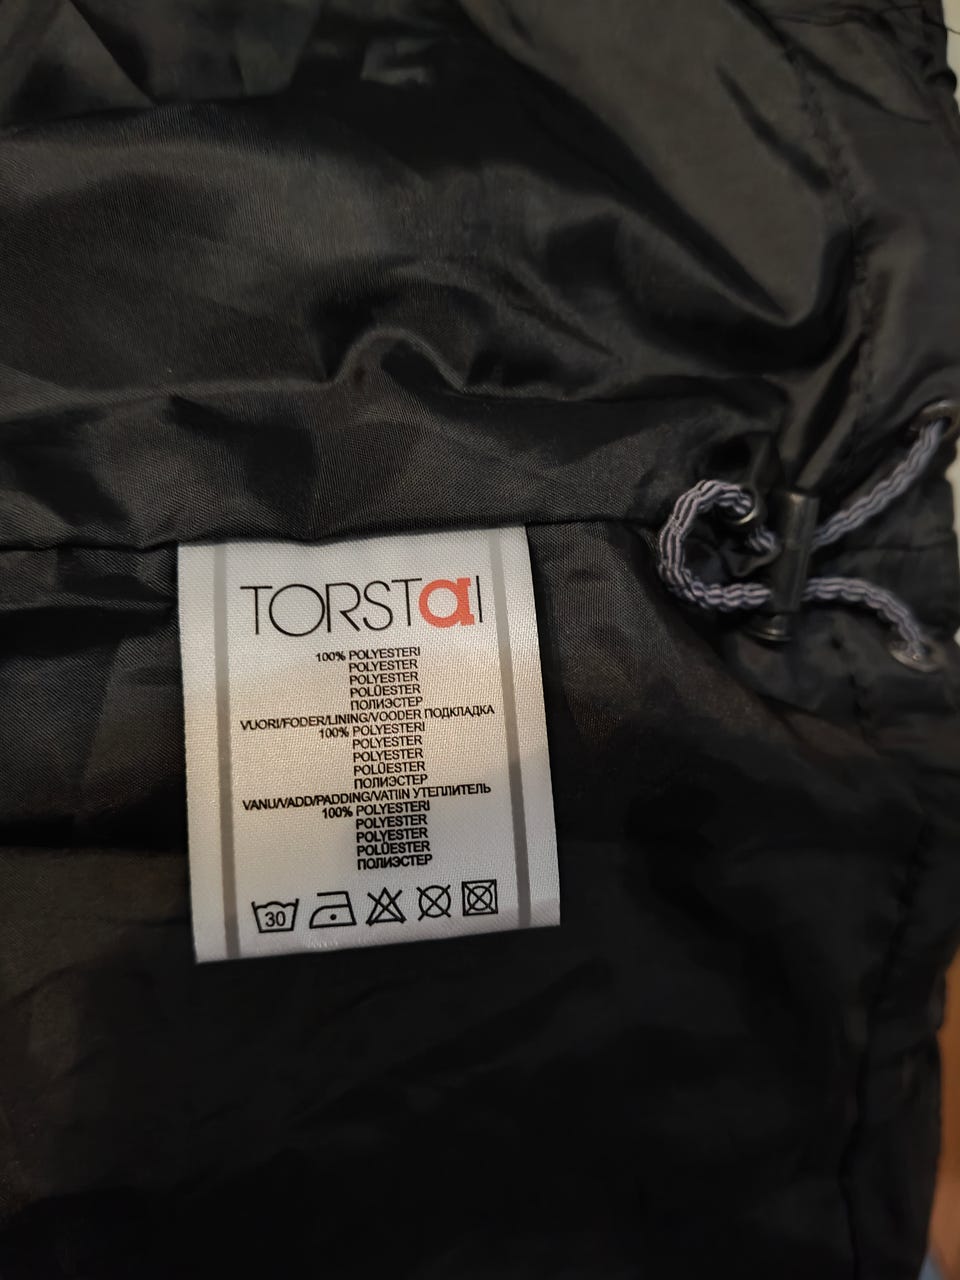 TORSTAI
100% POLYESTERI
POLYESTER
POLYESTER
POLÜESTER
ПОЛИЭСТЕР
VUORI/FODER/LINING/VOODER ПОДКЛАДКА
100% POLYESTERI
POLYESTER
POLYESTER
POLÜESTER
ПОЛИЭСТЕР
VANU/VADD/PADDING/VATIIN УТЕПЛИТЕЛЬ
100% POLYESTERI
POLYESTER
POLYESTER
POLÜESTER
ПОЛИЭСТЕР
30